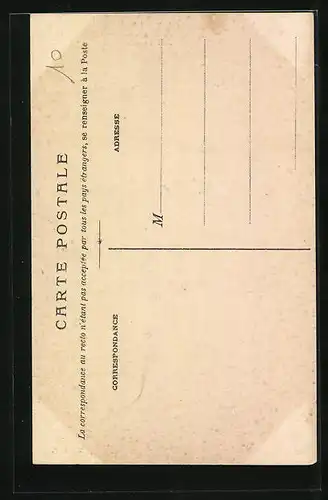 10
CARTE POSTALE
La correspondance au recto n'étant pas acceptée par tous les pays étrangers, se renseigner à la Poste
CORRESPONDANCE
ADRESSE
M